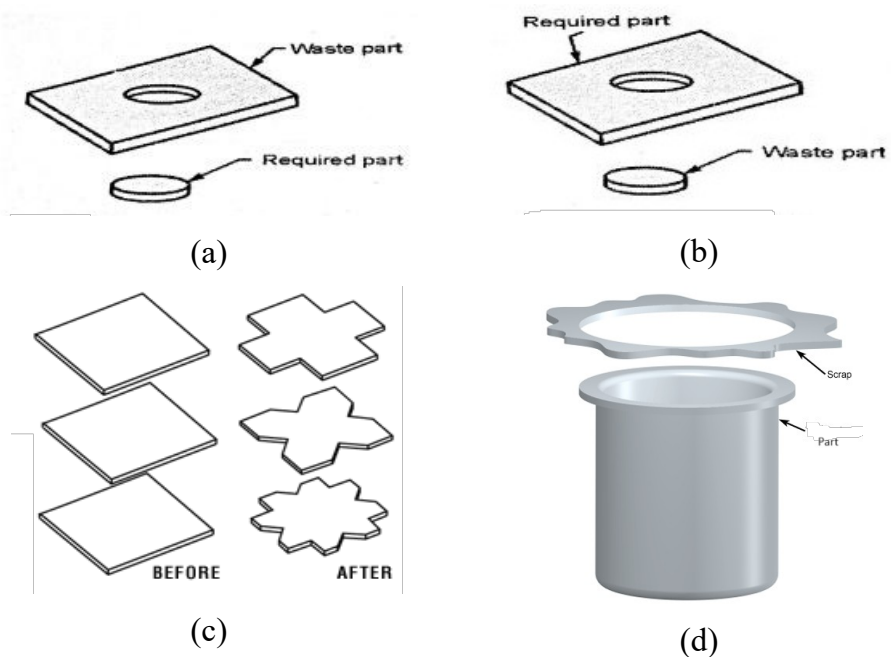 Waste part
Required part
(a)
Required part
Waste part
(b)
BEFORE
AFTER
(c)
Scrap
Part
(d)